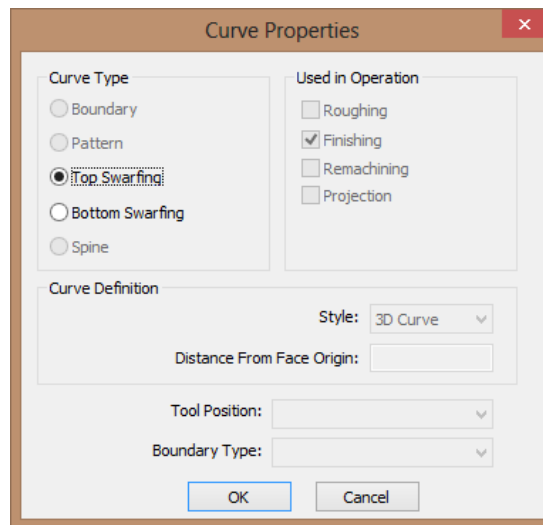 Curve Properties
Curve Type
Boundary
Pattern
Top Swarfing
Bottom Swarfing
Spine
Used in Operation
Roughing
Finishing
Remachining
Projection
Curve Definition
Style: 3D Curve
Distance From Face Origin:
Tool Position:
Boundary Type:
OK Cancel